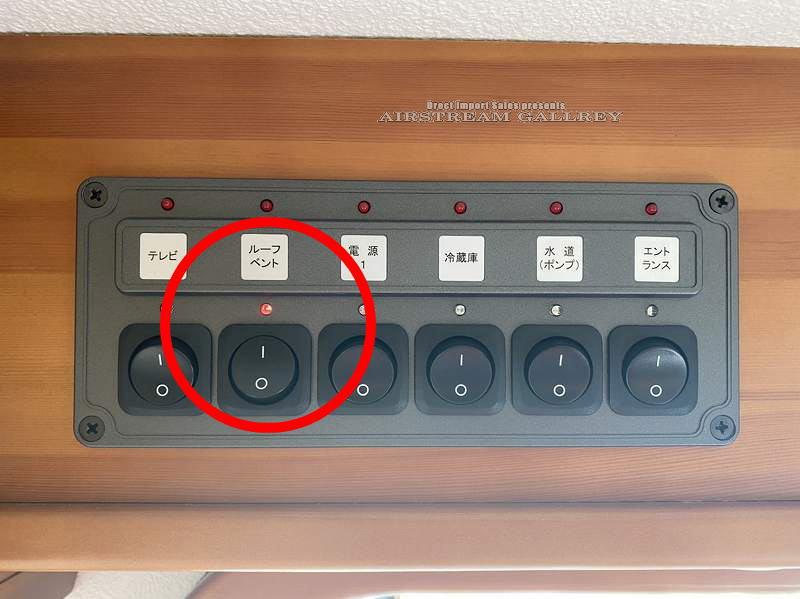 Drect Import Sales presents
AIRSTREAM GALLREY
テレビ
ルーフ
ベント
電 源
1
冷蔵庫
水 道
(ポンプ)
エント
ランス